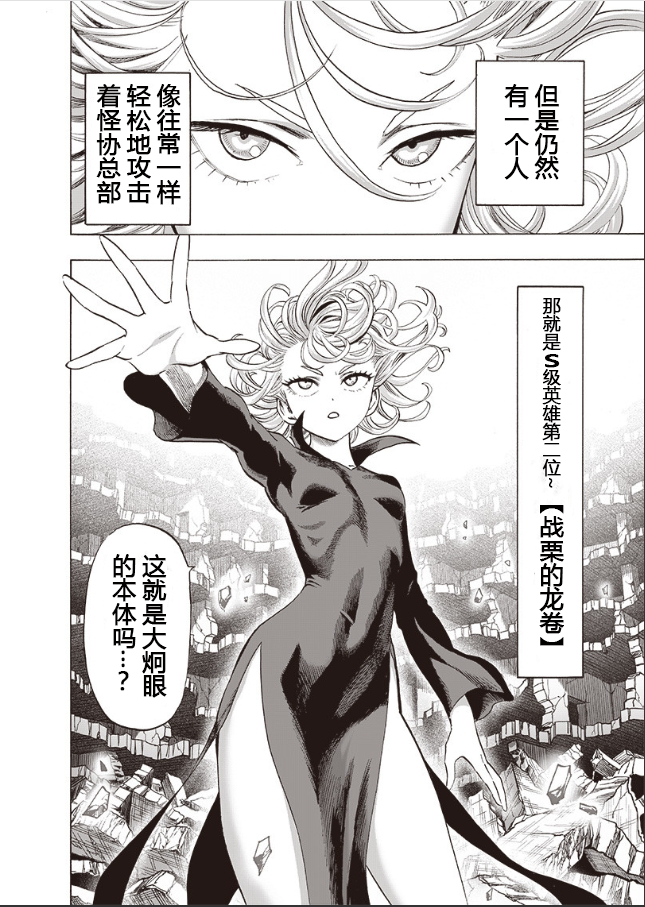 但是仍然
有一个人
像往常一样
轻松地攻击
着怪协总部
那就是S级英雄第二位~【战栗的龙卷】
这就是大炯眼
的本体吗…?